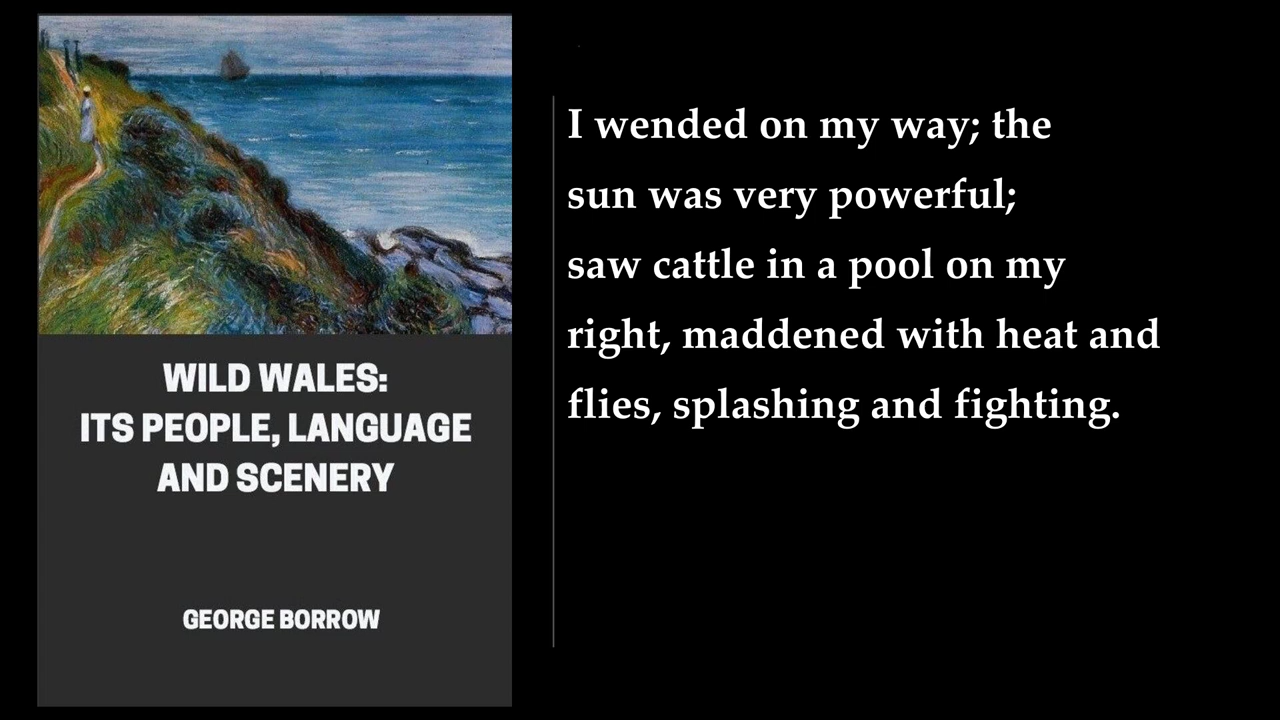 WILD WALES:
ITS PEOPLE, LANGUAGE
AND SCENERY
GEORGE BORROW
I wended on my way; the
sun was very powerful;
saw cattle in a pool on my
right, maddened with heat and
flies, splashing and fighting.